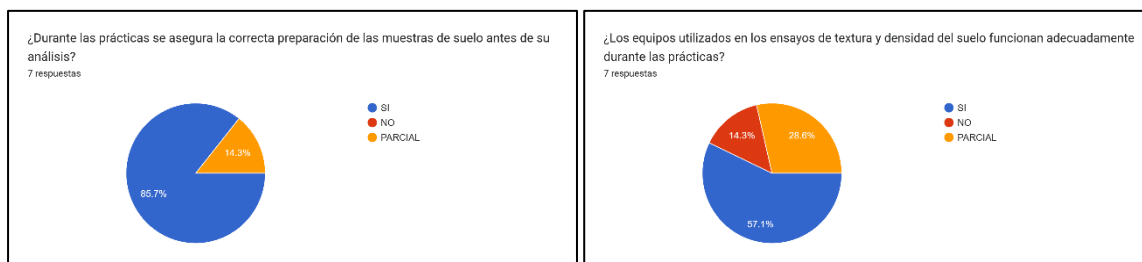 ¿Durante las prácticas se asegura la correcta preparación de las muestras de suelo antes de su
análisis?
7 respuestas
SI
NO
PARCIAL
14.3%
85.7%
¿Los equipos utilizados en los ensayos de textura y densidad del suelo funcionan adecuadamente
durante las prácticas?
7 respuestas
SI
NO
PARCIAL
14.3%
28.6%
57.1%